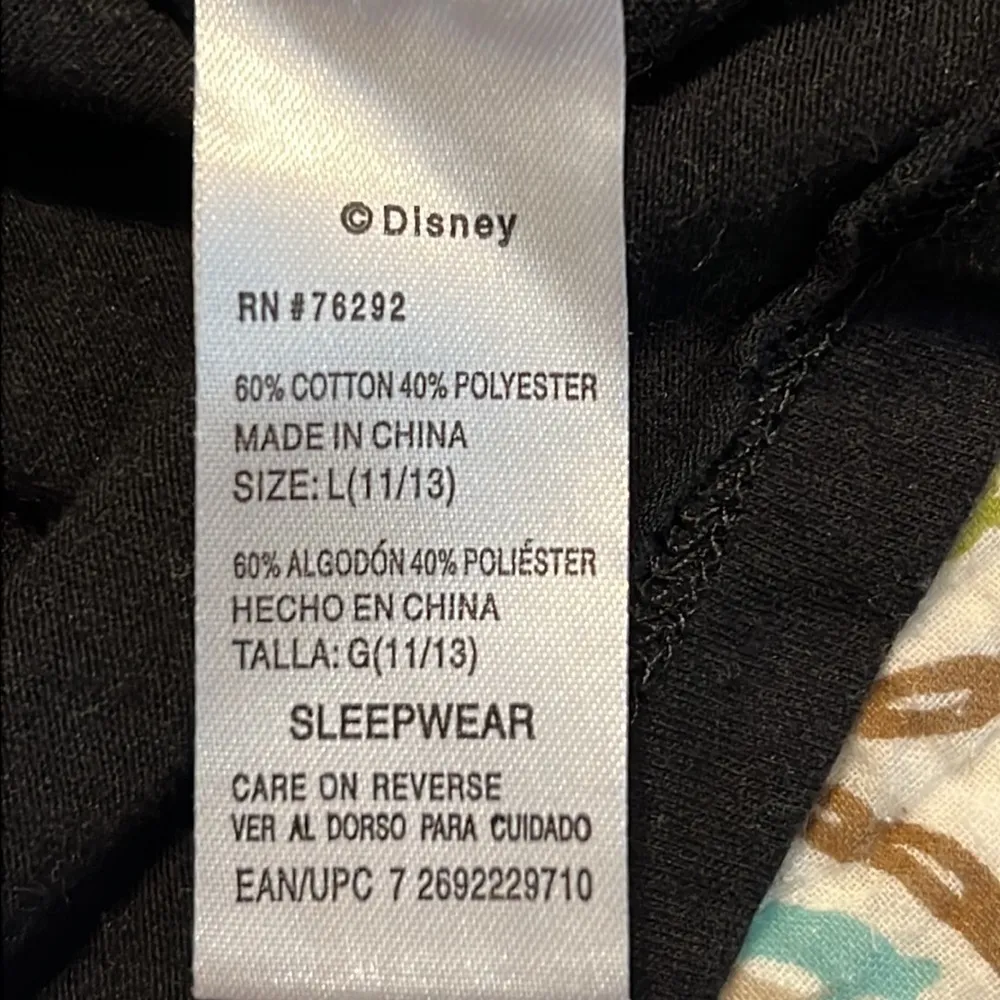 ©Disney
RN #76292
60% COTTON 40% POLYESTER
MADE IN CHINA
SIZE: L(11/13)
60% ALGODÓN 40% POLIÉSTER
HECHO EN CHINA
TALLA: G(11/13)
SLEEPWEAR
CARE ON REVERSE
VER AL DORSO PARA CUIDADO
EAN/UPC 7 2692229710